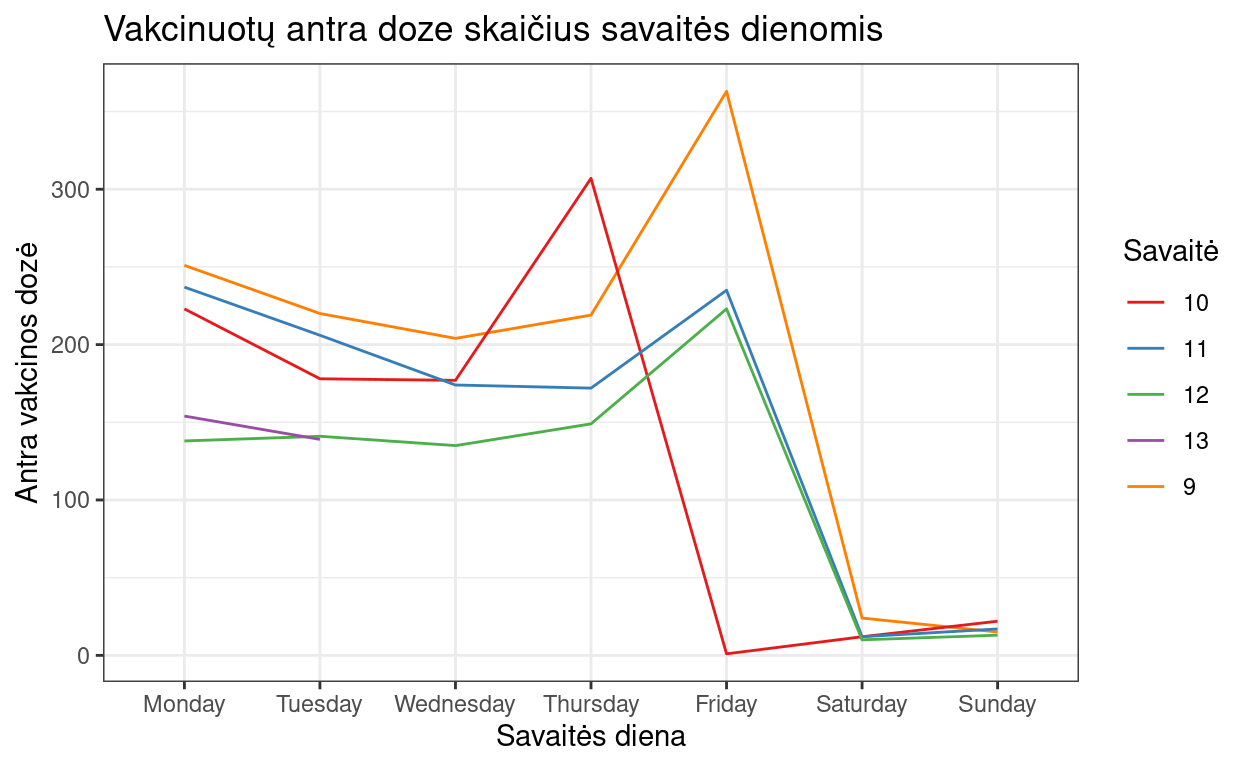 Vakcinuotų antra doze skaičius savaitės dienomis
Antra vakcinos dozė
300
200
100
0
Monday Tuesday Wednesday Thursday Friday Saturday Sunday
Savaitės diena
Savaitė
10
11
12
13
9